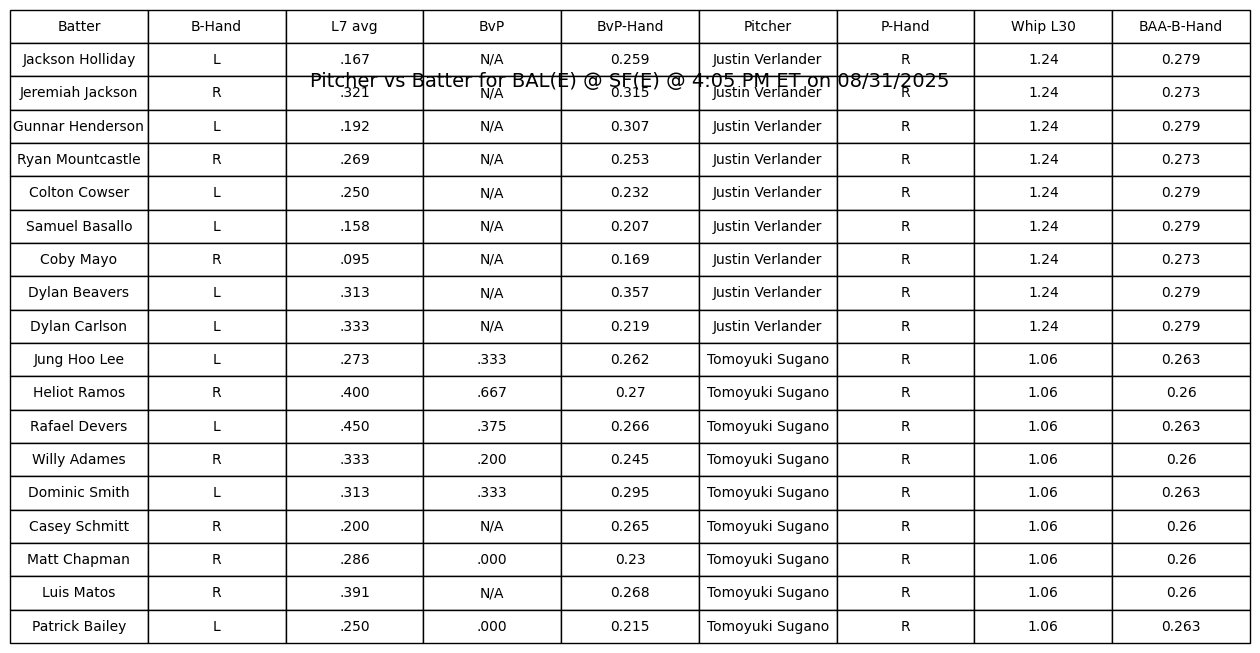 Batter B-Hand L7 avg BvP BvP-Hand Pitcher P-Hand Whip L30 BAA-B-Hand
Jackson Holliday L .167 N/A 0.259 Justin Verlander R 1.24 0.279
Pitcher vs Batter for BAL(E) @ SF(E) @ 4:05 PM ET on 08/31/2025
Jeremiah Jackson R .321 N/A 0.315 Justin Verlander R 1.24 0.273
Gunnar Henderson L .192 N/A 0.307 Justin Verlander R 1.24 0.279
Ryan Mountcastle R .269 N/A 0.253 Justin Verlander R 1.24 0.273
Colton Cowser L .250 N/A 0.232 Justin Verlander R 1.24 0.279
Samuel Basallo L .158 N/A 0.207 Justin Verlander R 1.24 0.279
Coby Mayo R .095 N/A 0.169 Justin Verlander R 1.24 0.273
Dylan Beavers L .313 N/A 0.357 Justin Verlander R 1.24 0.279
Dylan Carlson L .333 N/A 0.219 Justin Verlander R 1.24 0.279
Jung Hoo Lee L .273 .333 0.262 Tomoyuki Sugano R 1.06 0.263
Heliot Ramos R .400 .667 0.27 Tomoyuki Sugano R 1.06 0.26
Rafael Devers L .450 .375 0.266 Tomoyuki Sugano R 1.06 0.263
Willy Adames R .333 .200 0.245 Tomoyuki Sugano R 1.06 0.26
Dominic Smith L .313 .333 0.295 Tomoyuki Sugano R 1.06 0.263
Casey Schmitt R .200 N/A 0.265 Tomoyuki Sugano R 1.06 0.26
Matt Chapman R .286 .000 0.23 Tomoyuki Sugano R 1.06 0.26
Luis Matos R .391 N/A 0.268 Tomoyuki Sugano R 1.06 0.26
Patrick Bailey L .250 .000 0.215 Tomoyuki Sugano R 1.06 0.263